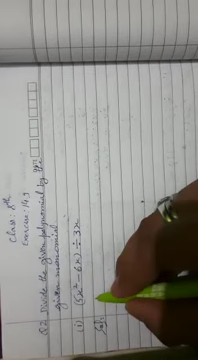 Class: 8th
Exercise: 14.3
Q2 Divide the given polynomial by the
given monomial
(i) (5x² - 6x) ÷ 3x
Sol: